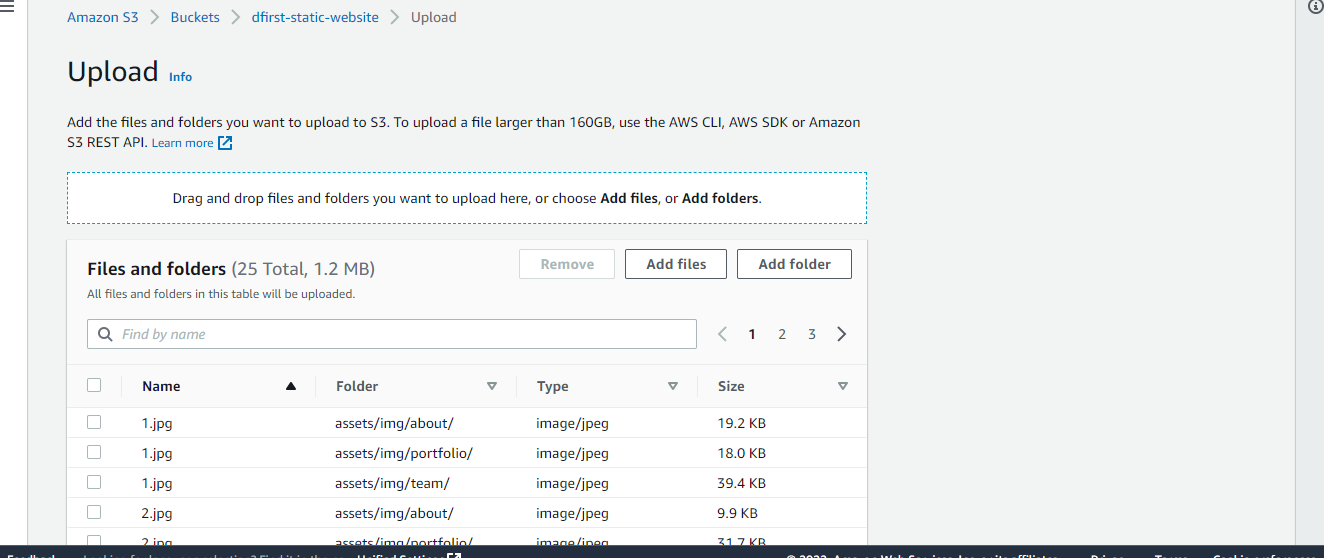 Amazon S3 > Buckets > dfirst-static-website > Upload
Upload Info
Add the files and folders you want to upload to S3. To upload a file larger than 160GB, use the AWS CLI, AWS SDK or Amazon
S3 REST API. Learn more
Drag and drop files and folders you want to upload here, or choose Add files, or Add folders.
Files and folders (25 Total, 1.2 MB) Remove Add files Add folder
All files and folders in this table will be uploaded.
Find by name 1 2 3
Name Folder Type Size
1.jpg assets/img/about/ image/jpeg 19.2 KB
1.jpg assets/img/portfolio/ image/jpeg 18.0 KB
1.jpg assets/img/team/ image/jpeg 39.4 KB
2.jpg assets/img/about/ image/jpeg 9.9 KB
2.jpg assets/img/portfolio/ image/jpeg 31.7 KB